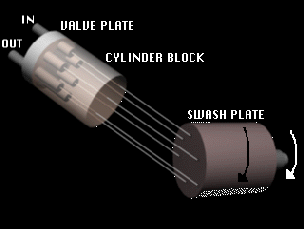 IN
VALVE PLATE
OUT
CYLINDER BLOCK
SWASH PLATE